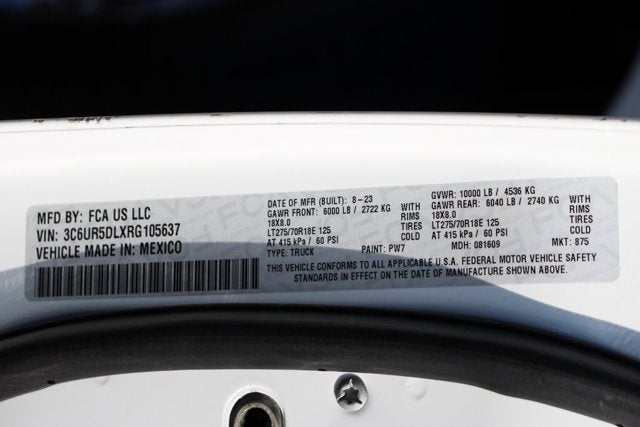 MFD BY: FCA US LLC
VIN: 3C6UR5DLXRG105637
VEHICLE MADE IN: MEXICO
DATE OF MFR (BUILT): 8-23
GAWR FRONT: 6000 LB / 2722 KG WITH
18X8.0 RIMS
LT275/70R18E 125 TIRES
AT 415 kPa / 60 PSI COLD
TYPE: TRUCK PAINT: PW7
GVWR: 10000 LB / 4536 KG
GAWR REAR: 6040 LB / 2740 KG WITH
18X8.0 RIMS
LT275/70R18E 125 TIRES
AT 415 kPa / 60 PSI COLD
MDH: 081609 MKT: 875
THIS VEHICLE CONFORMS TO ALL APPLICABLE U.S.A. FEDERAL MOTOR VEHICLE SAFETY
STANDARDS IN EFFECT ON THE DATE OF MANUFACTURE SHOWN ABOVE.